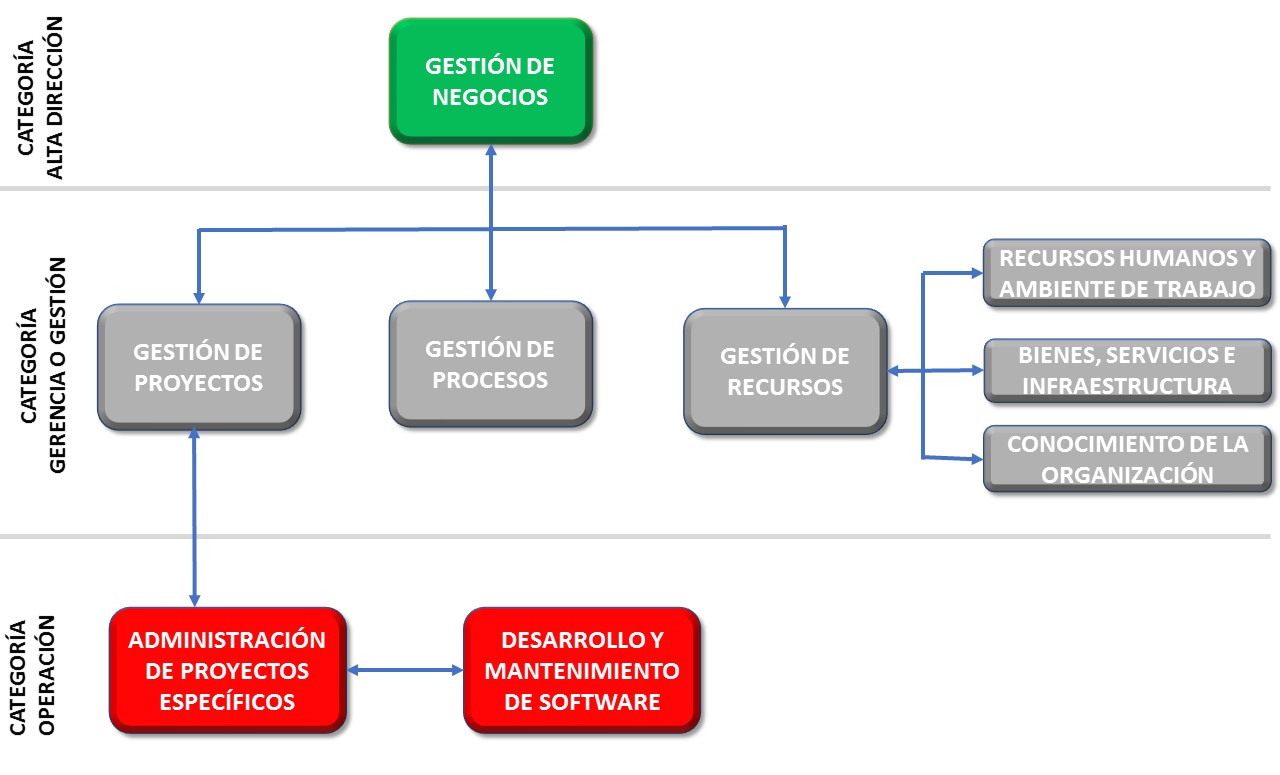 CATEGORÍA
ALTA DIRECCIÓN
GESTIÓN DE
NEGOCIOS
CATEGORÍA
GERENCIA O GESTIÓN
GESTIÓN DE
PROYECTOS
GESTIÓN DE
PROCESOS
GESTIÓN DE
RECURSOS
RECURSOS HUMANOS Y
AMBIENTE DE TRABAJO
BIENES, SERVICIOS E
INFRAESTRUCTURA
CONOCIMIENTO DE LA
ORGANIZACIÓN
CATEGORÍA
OPERACIÓN
ADMINISTRACIÓN
DE PROYECTOS
ESPECÍFICOS
DESARROLLO Y
MANTENIMIENTO
DE SOFTWARE